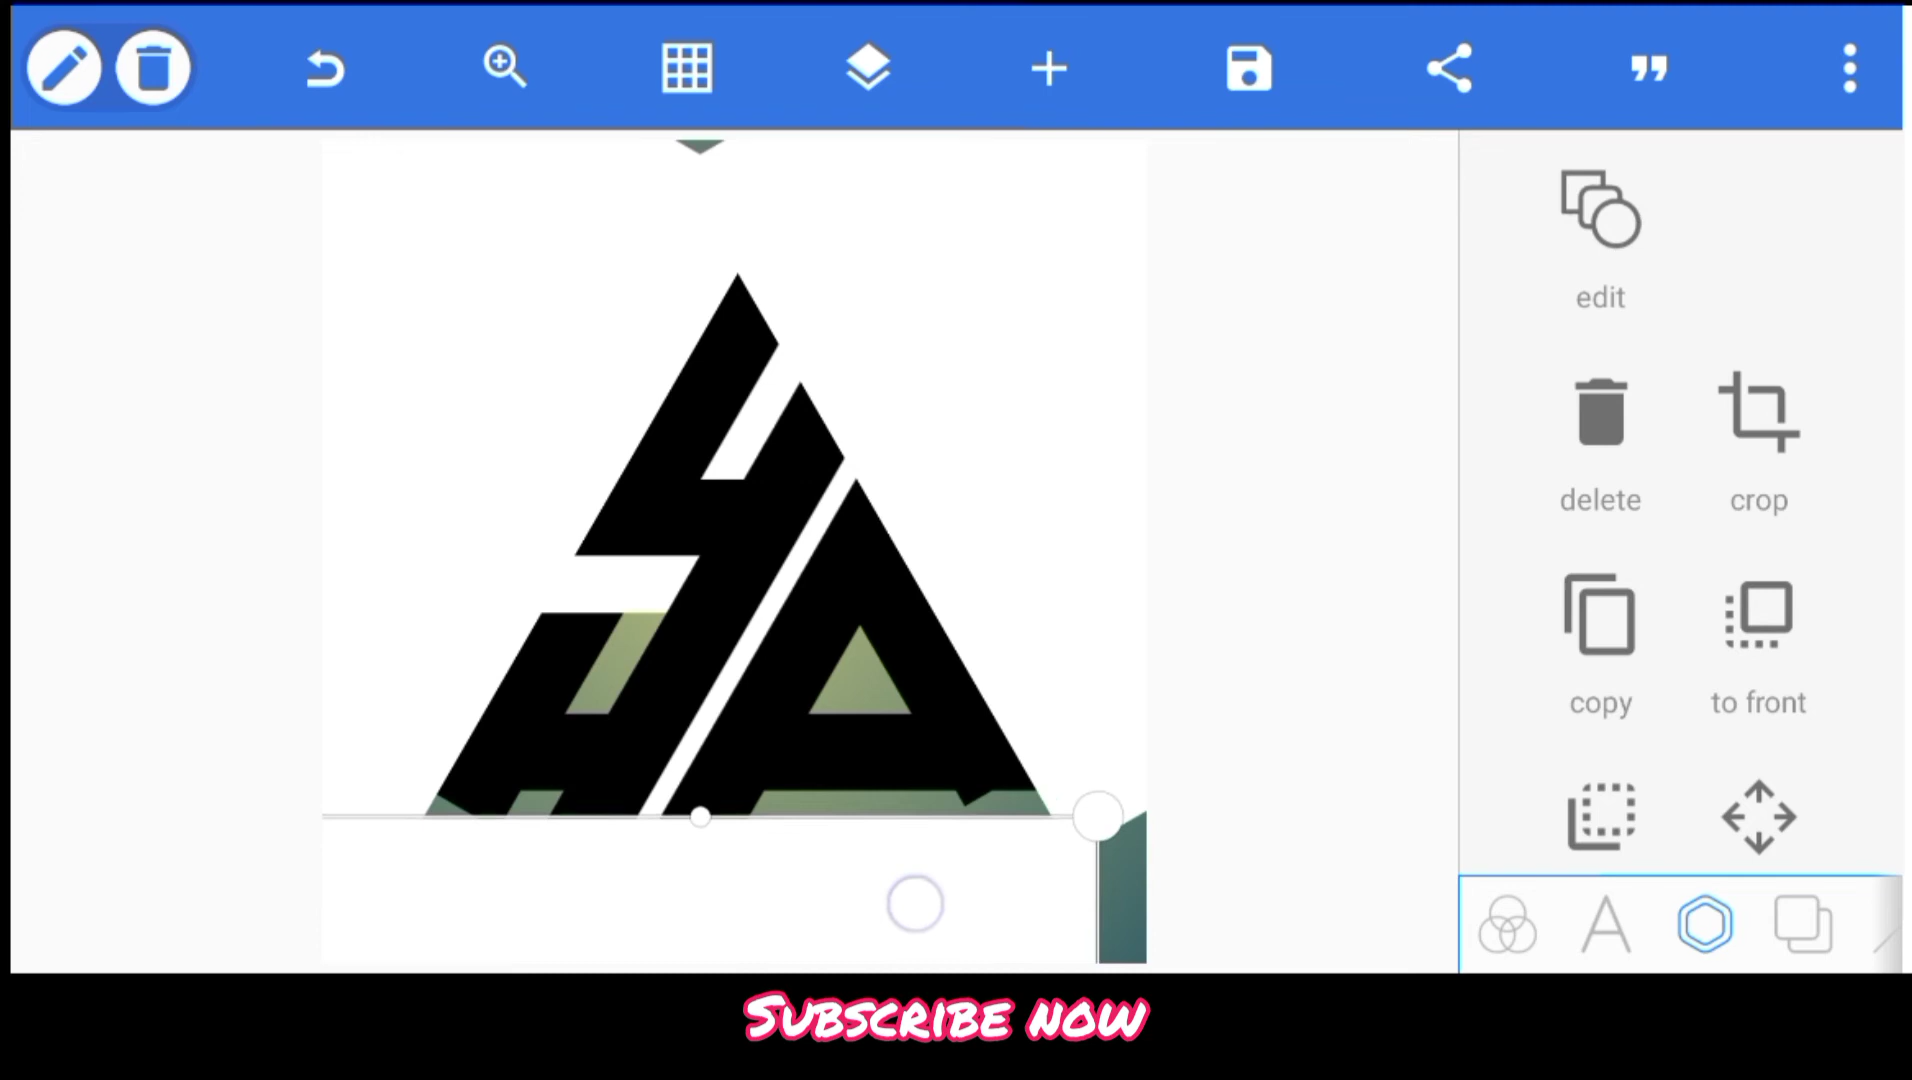 edit
delete
crop
copy
to front
A
SUBSCRIBE NOW